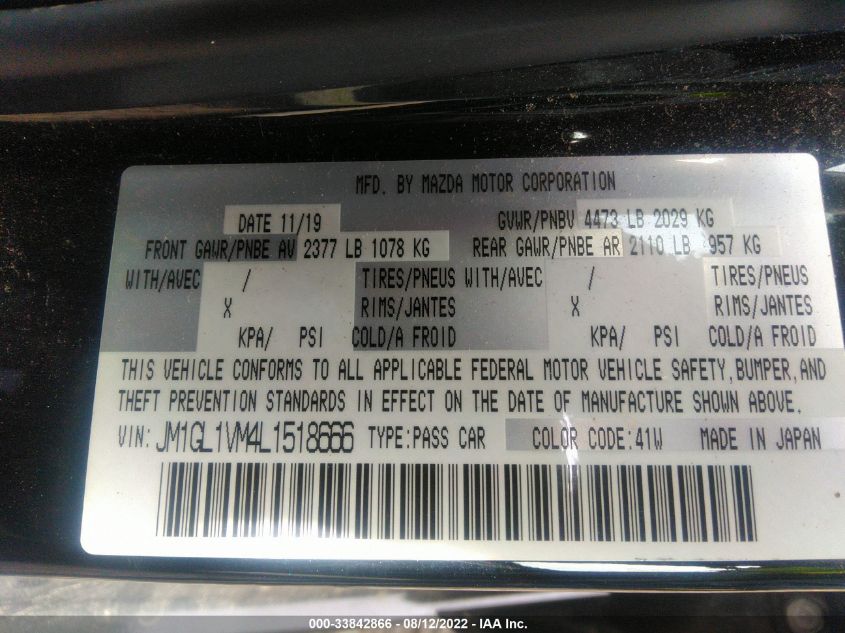 MFD. BY MAZDA MOTOR CORPORATION
DATE 11/19 GVWR/PNBV 4473 LB 2029 KG
FRONT GAWR/PNBE AV 2377 LB 1078 KG REAR GAWR/PNBE AR 2110 LB 957 KG
WITH/AVEC / TIRES/PNEUS WITH/AVEC / TIRES/PNEUS
X RIMS/JANTES X RIMS/JANTES
KPA/ PSI COLD/A FROID KPA/ PSI COLD/A FROID
THIS VEHICLE CONFORMS TO ALL APPLICABLE FEDERAL MOTOR VEHICLE SAFETY,BUMPER,AND
THEFT PREVENTION STANDARDS IN EFFECT ON THE DATE OF MANUFACTURE SHOWN ABOVE.
VIN: JM1GL1VM4L1518666 TYPE:PASS CAR COLOR CODE:41W MADE IN JAPAN
000-33842866 - 08/12/2022 - IAA Inc.